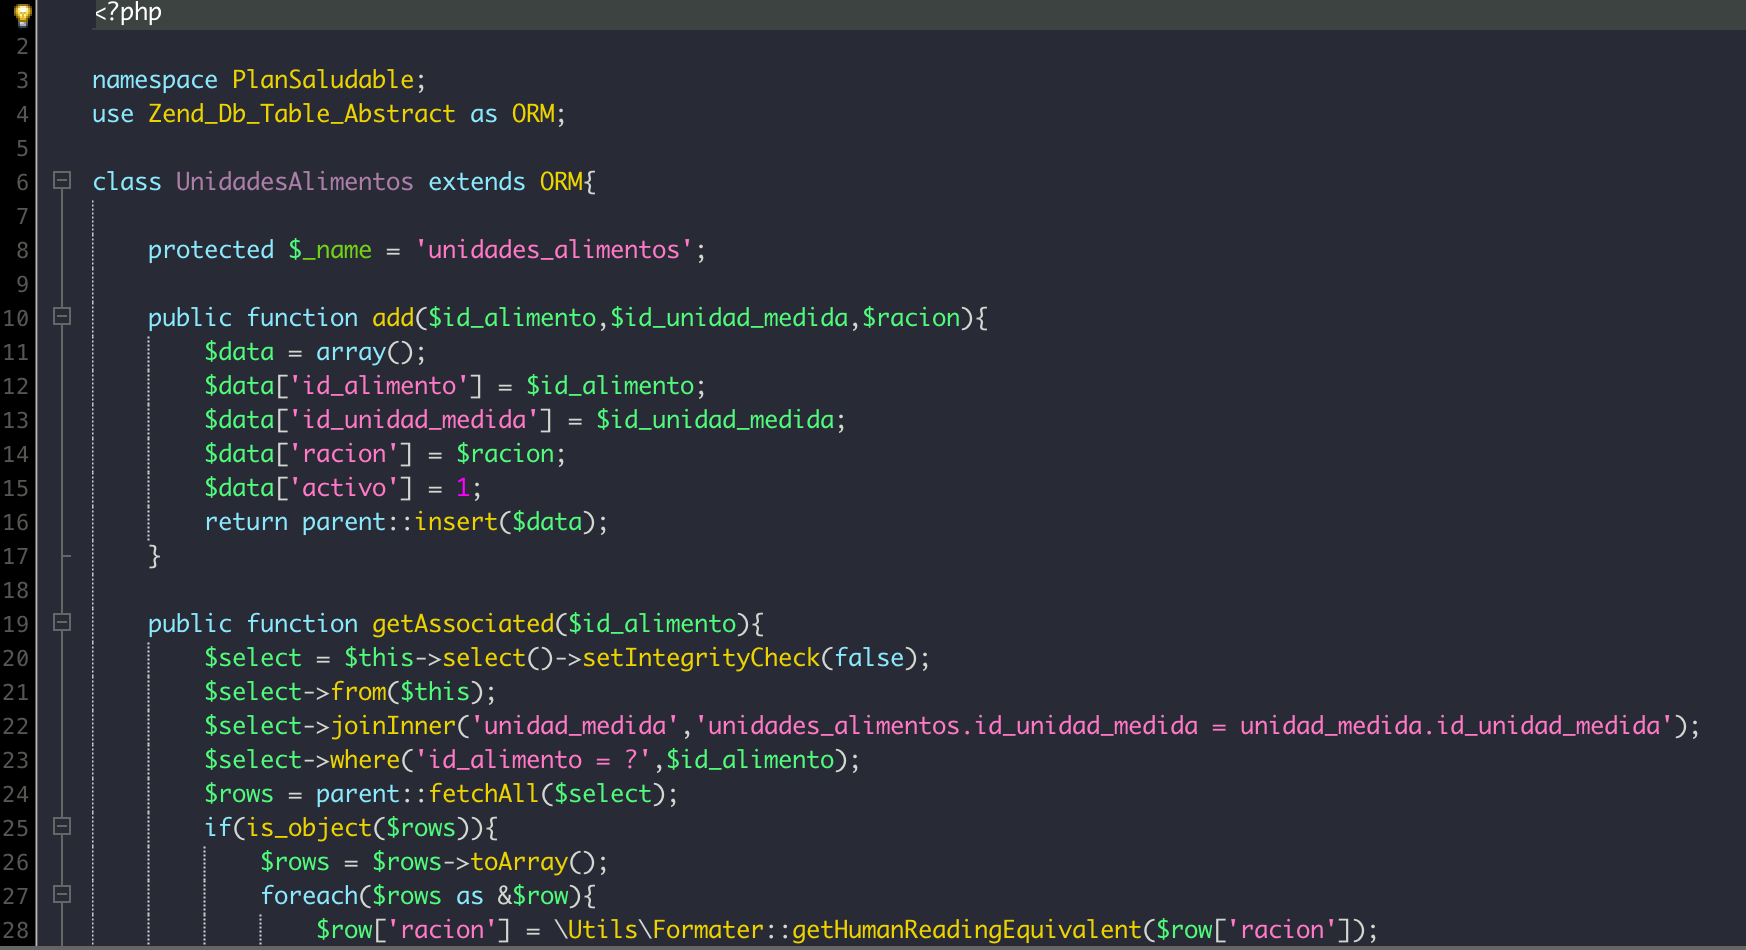 <?php
2
3 namespace PlanSaludable;
4 use Zend_Db_Table_Abstract as ORM;
5
6 class UnidadesAlimentos extends ORM{
7
8 protected $_name = 'unidades_alimentos';
9
10 public function add($id_alimento,$id_unidad_medida,$racion){
11 $data = array();
12 $data['id_alimento'] = $id_alimento;
13 $data['id_unidad_medida'] = $id_unidad_medida;
14 $data['racion'] = $racion;
15 $data['activo'] = 1;
16 return parent::insert($data);
17 }
18
19 public function getAssociated($id_alimento){
20 $select = $this->select()->setIntegrityCheck(false);
21 $select->from($this);
22 $select->joinInner('unidad_medida','unidades_alimentos.id_unidad_medida = unidad_medida.id_unidad_medida');
23 $select->where('id_alimento = ?',$id_alimento);
24 $rows = parent::fetchAll($select);
25 if(is_object($rows)){
26 $rows = $rows->toArray();
27 foreach($rows as &$row){
28 $row['racion'] = \Utils\Formater::getHumanReadingEquivalent($row['racion']);